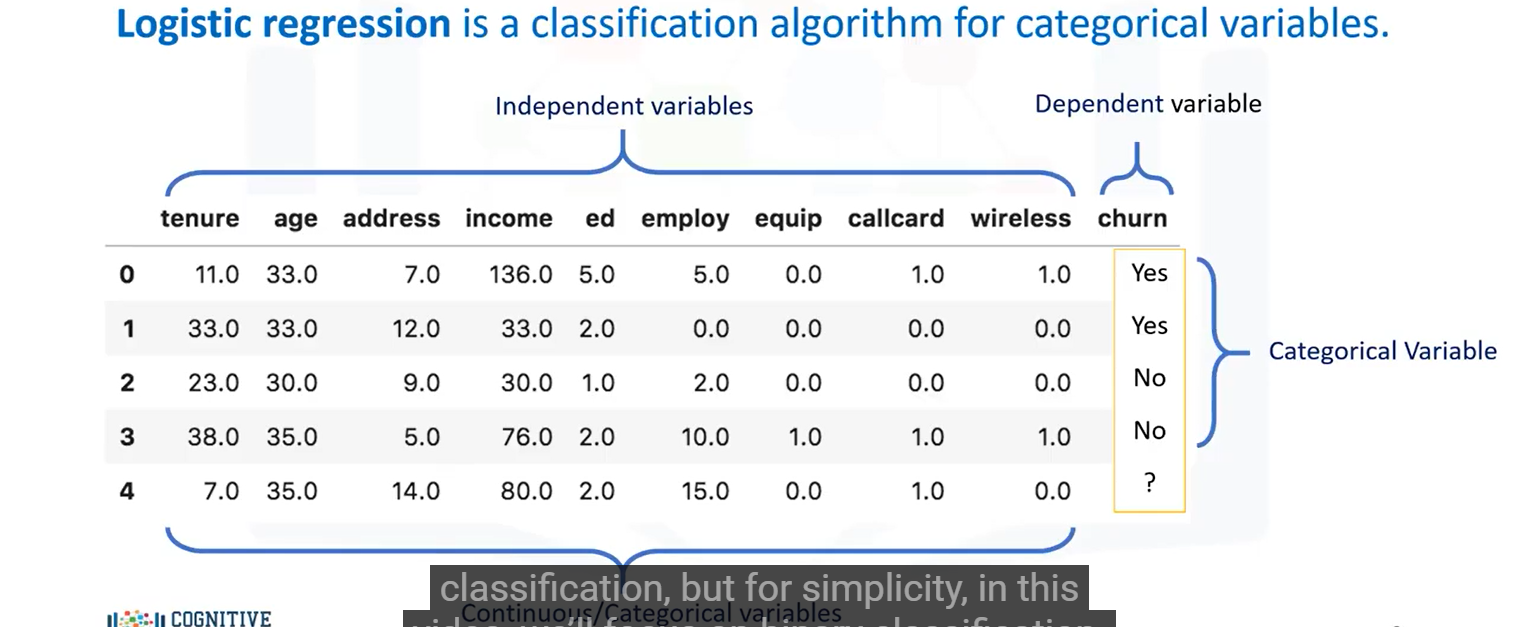 Logistic regression is a classification algorithm for categorical variables.
Independent variables
Dependent variable
tenure age address income ed employ equip callcard wireless churn
0 11.0 33.0 7.0 136.0 5.0 5.0 0.0 1.0 1.0 Yes
1 33.0 33.0 12.0 33.0 2.0 0.0 0.0 0.0 0.0 Yes
2 23.0 30.0 9.0 30.0 1.0 2.0 0.0 0.0 0.0 No
3 38.0 35.0 5.0 76.0 2.0 10.0 1.0 1.0 1.0 No
4 7.0 35.0 14.0 80.0 2.0 15.0 0.0 1.0 0.0 ?
Categorical Variable
classification, but for simplicity, in this
Continuous/Categorical variables
video, we'll focus on binary classification.
COGNITIVE